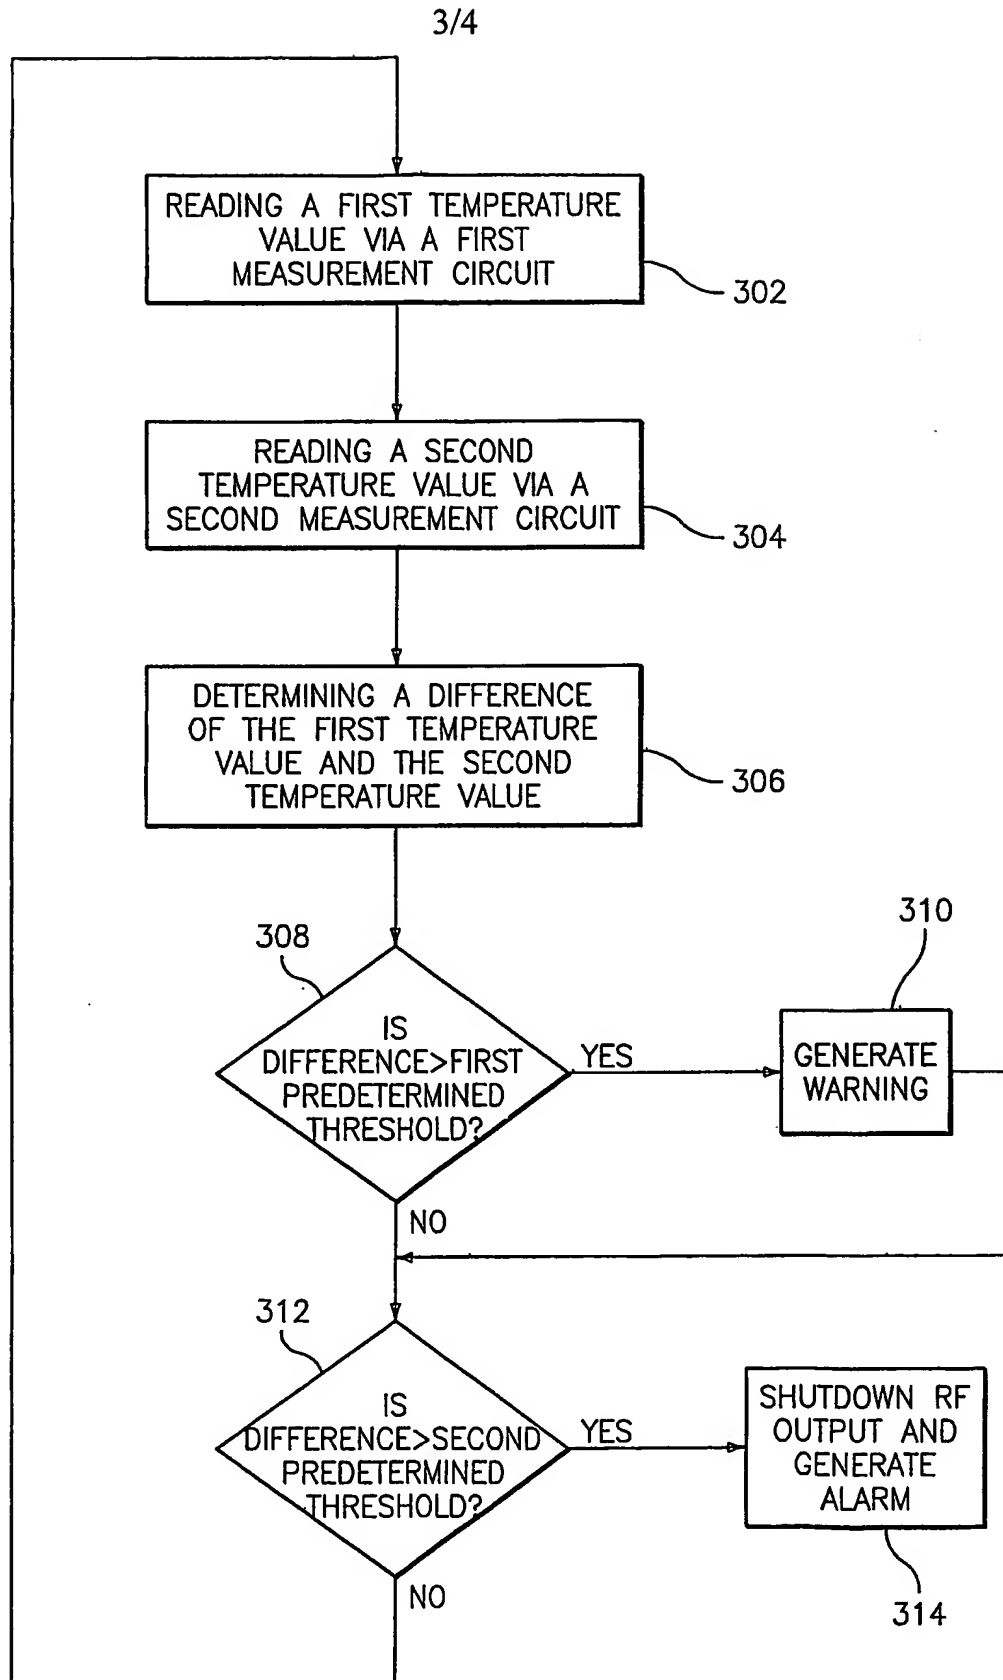 3/4
READING A FIRST TEMPERATURE
VALUE VIA A FIRST
MEASUREMENT CIRCUIT
302
READING A SECOND
TEMPERATURE VALUE VIA A
SECOND MEASUREMENT CIRCUIT
304
DETERMINING A DIFFERENCE
OF THE FIRST TEMPERATURE
VALUE AND THE SECOND
TEMPERATURE VALUE
306
308
IS
DIFFERENCE>FIRST
PREDETERMINED
THRESHOLD?
YES
310
GENERATE
WARNING
NO
312
IS
DIFFERENCE>SECOND
PREDETERMINED
THRESHOLD?
YES
SHUTDOWN RF
OUTPUT AND
GENERATE
ALARM
314
NO